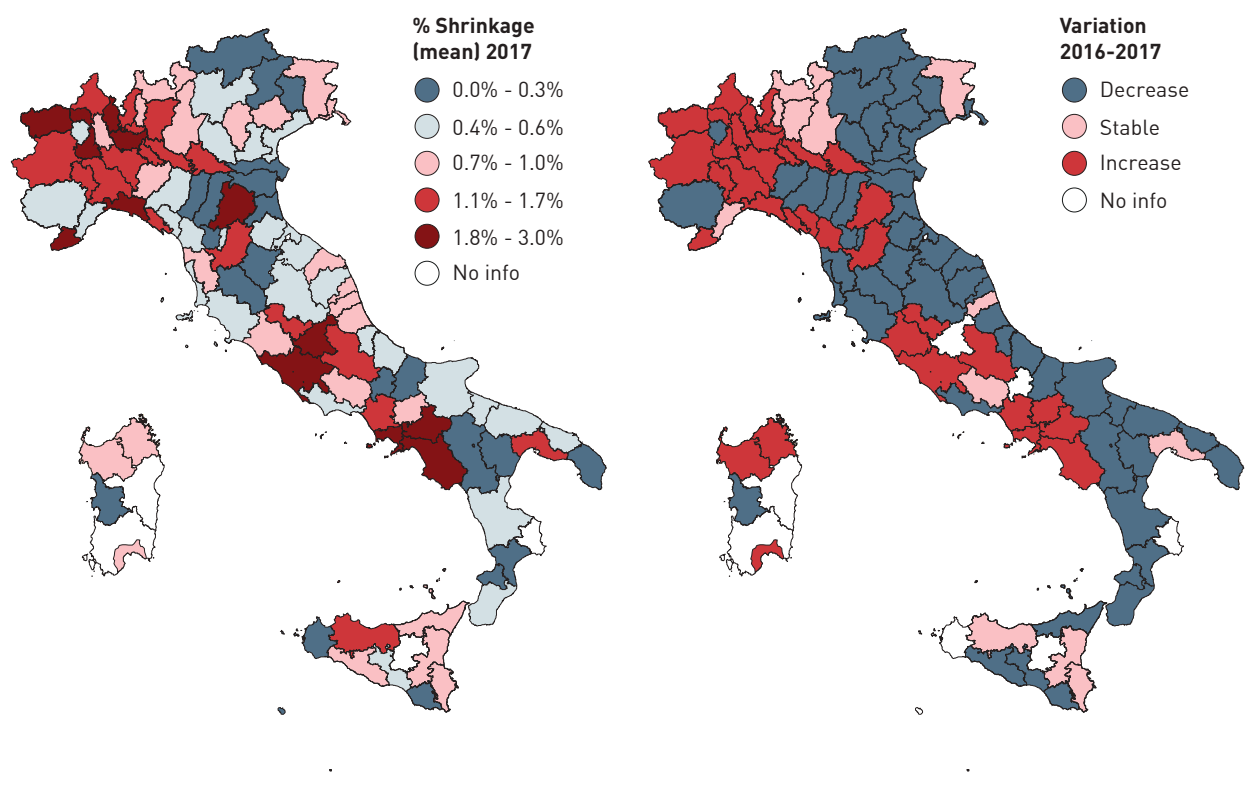 % Shrinkage
(mean) 2017
0.0% - 0.3%
0.4% - 0.6%
0.7% - 1.0%
1.1% - 1.7%
1.8% - 3.0%
No info
Variation
2016-2017
Decrease
Stable
Increase
No info